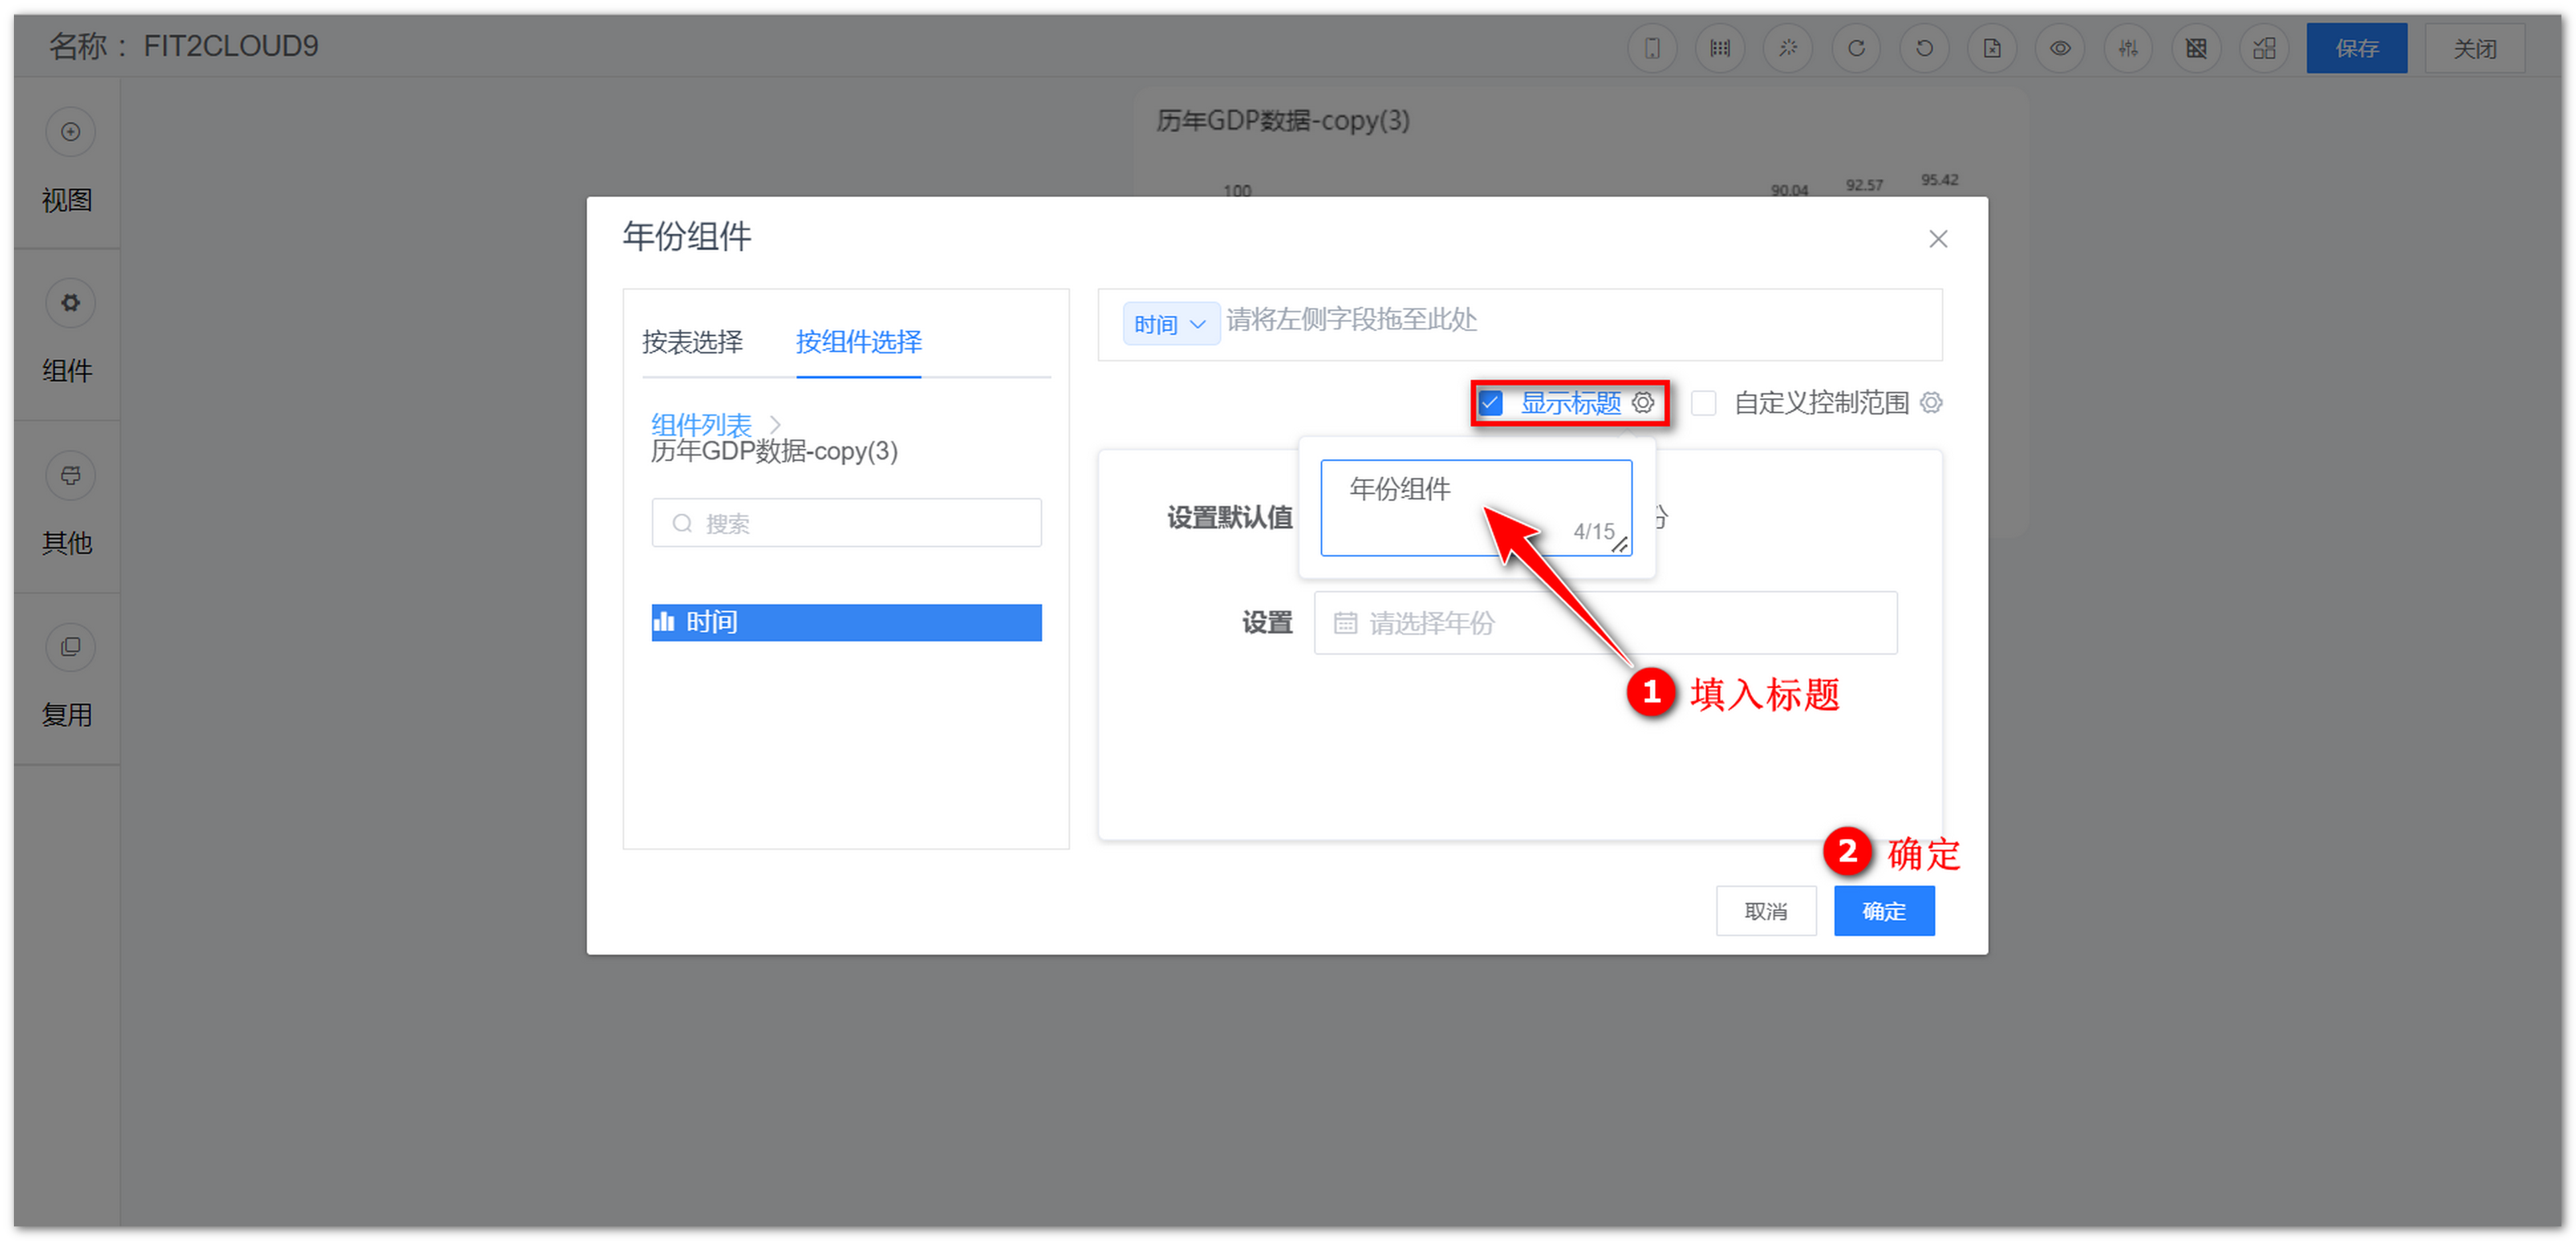 名称： FIT2CLOUD9
保存
关闭
视图
组件
其他
复用
历年GDP数据-copy(3)
100
90.04
92.57
95.42
年份组件
按表选择
按组件选择
组件列表
历年GDP数据-copy(3)
搜索
时间
时间
请将左侧字段拖至此处
显示标题
自定义控制范围
年份组件
4/15
设置默认值
设置
请选择年份
1 填入标题
2 确定
取消
确定